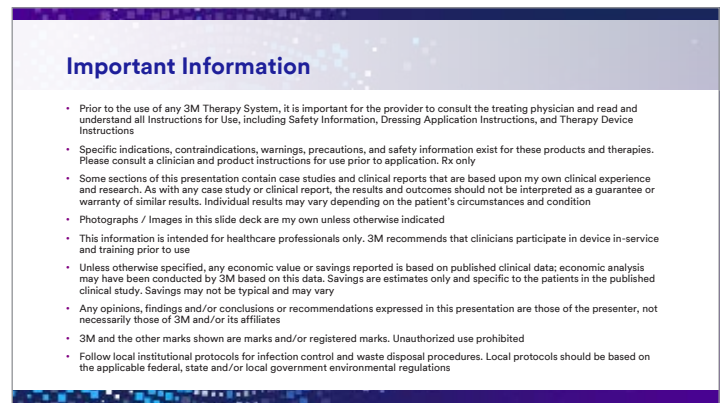 Important Information
• Prior to the use of any 3M Therapy System, it is important for the provider to consult the treating physician and read and
understand all Instructions for Use, including Safety Information, Dressing Application Instructions, and Therapy Device
Instructions
• Specific indications, contraindications, warnings, precautions, and safety information exist for these products and therapies.
Please consult a clinician and product instructions for use prior to application. Rx only
• Some sections of this presentation contain case studies and clinical reports that are based upon my own clinical experience
and research. As with any case study or clinical report, the results and outcomes should not be interpreted as a guarantee or
warranty of similar results. Individual results may vary depending on the patient's circumstances and condition
• Photographs / Images in this slide deck are my own unless otherwise indicated
• This information is intended for healthcare professionals only. 3M recommends that clinicians participate in device in-service
and training prior to use
• Unless otherwise specified, any economic value or savings reported is based on published clinical data; economic analysis
may have been conducted by 3M based on this data. Savings are estimates only and specific to the patients in the published
clinical study. Savings may not be typical and may vary
• Any opinions, findings and/or conclusions or recommendations expressed in this presentation are those of the presenter, not
necessarily those of 3M and/or its affiliates
• 3M and the other marks shown are marks and/or registered marks. Unauthorized use prohibited
• Follow local institutional protocols for infection control and waste disposal procedures. Local protocols should be based on
the applicable federal, state and/or local government environmental regulations